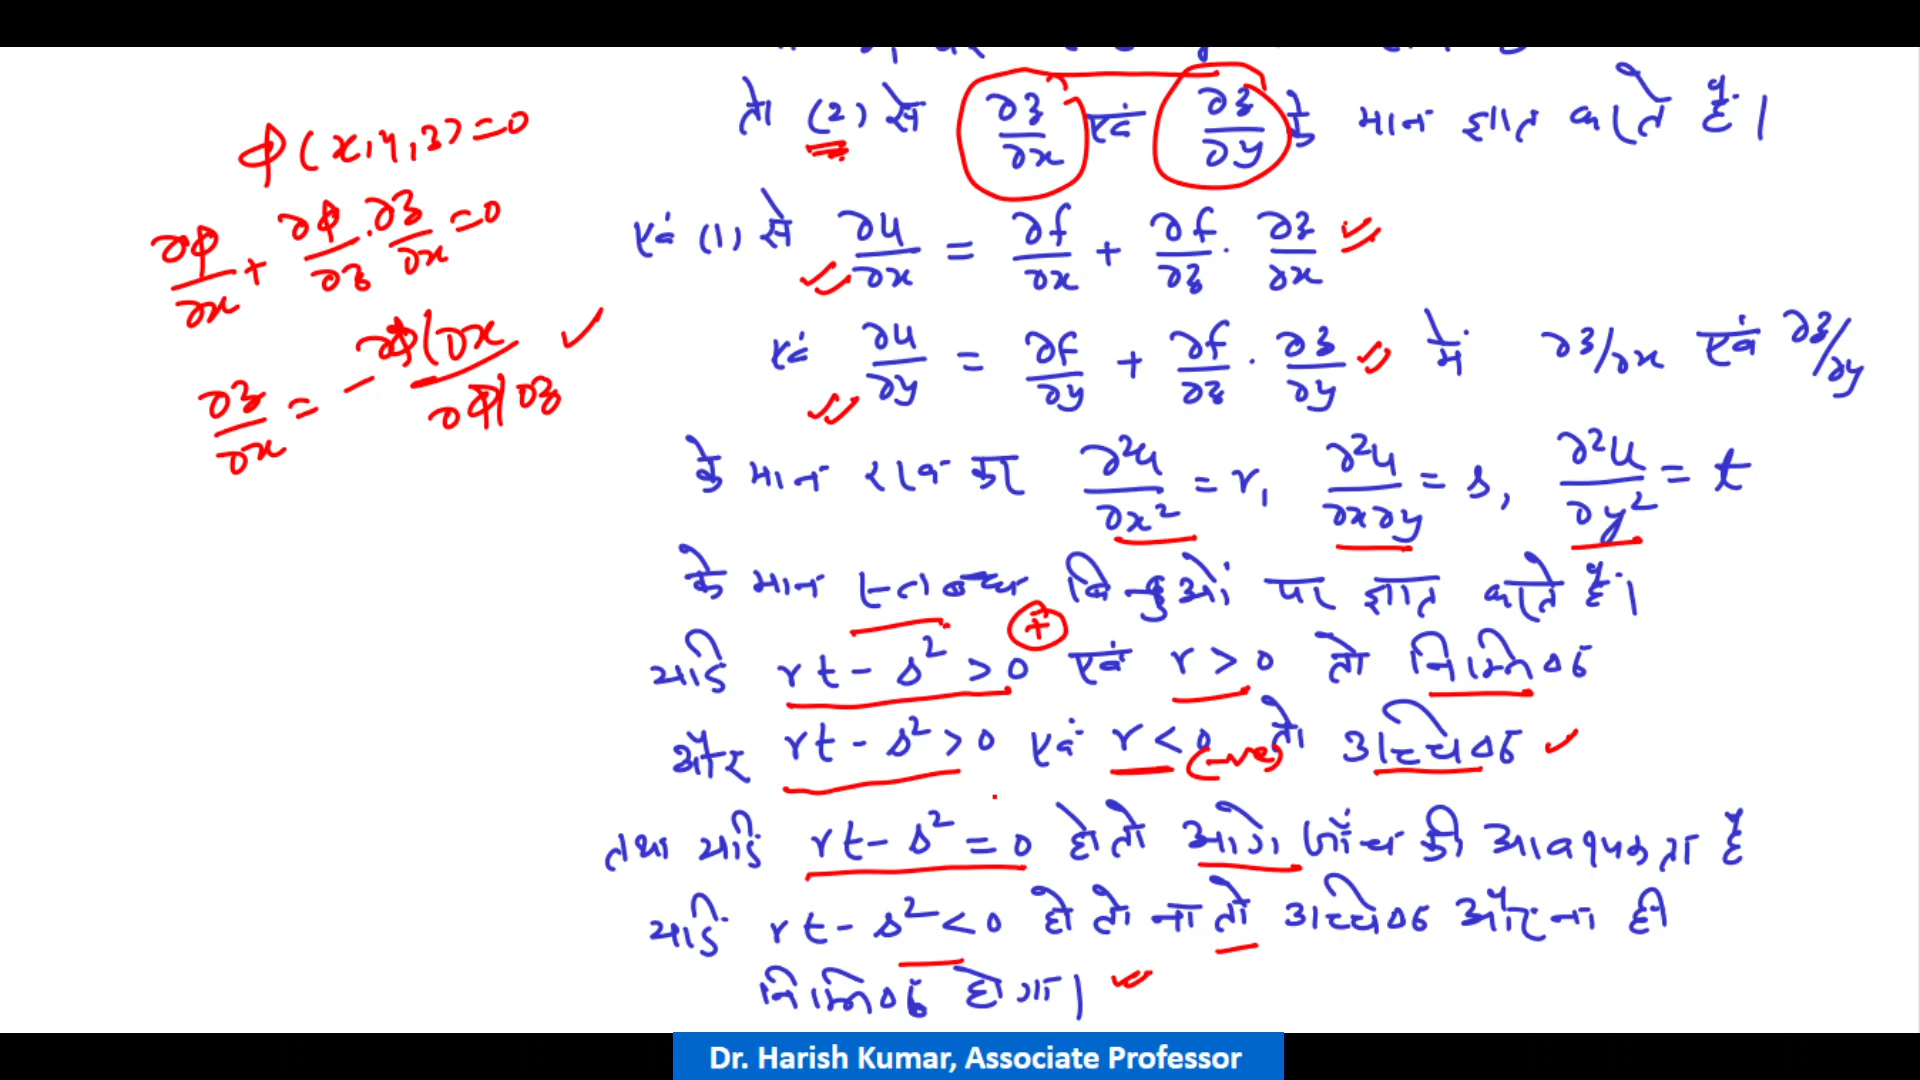 तो (2) से ∂z/∂x एवं ∂z/∂y के मान ज्ञात करते हैं।
एवं (1) से ∂u/∂x = ∂f/∂x + ∂f/∂z · ∂z/∂x
एवं ∂u/∂y = ∂f/∂y + ∂f/∂z · ∂z/∂y में ∂z/∂x एवं ∂z/∂y
के मान रखकर ∂²u/∂x² = r, ∂²u/∂x∂y = s, ∂²u/∂y² = t
के मान स्तब्ध बिन्दुओं पर ज्ञात करते हैं।
+
यदि rt - s² > 0 एवं r > 0 तो निम्निष्ठ
और rt - s² > 0 एवं r < 0 (-ve) तो उच्चिष्ठ
तथा यदि rt - s² = 0 हो तो आगे जाँच की आवश्यकता है
यदि rt - s² < 0 हो तो ना तो उच्चिष्ठ और ना ही
निम्निष्ठ होगा।
φ(x,y,z) = 0
∂φ/∂x + ∂φ/∂z · ∂z/∂x = 0
∂z/∂x = - ∂φ/∂x / ∂φ/∂z
Dr. Harish Kumar, Associate Professor